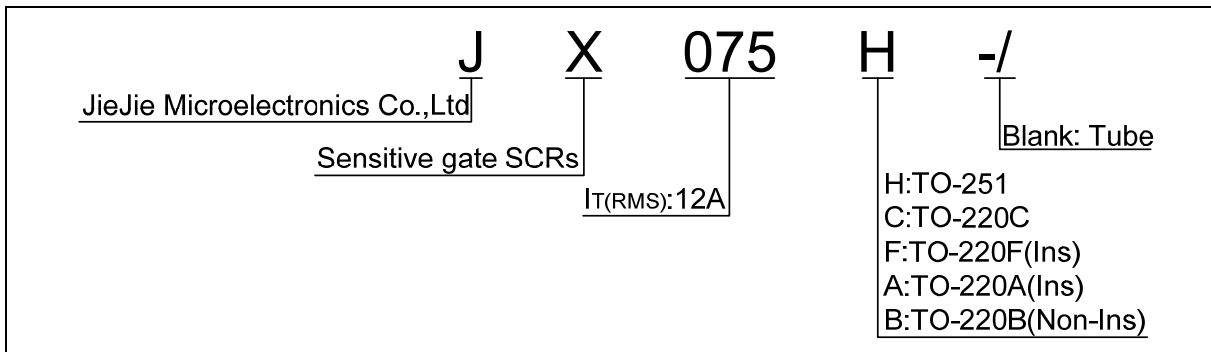 J X 075 H -/
JieJie Microelectronics Co.,Ltd
Sensitive gate SCRs
IT(RMS):12A
Blank: Tube
H:TO-251
C:TO-220C
F:TO-220F(Ins)
A:TO-220A(Ins)
B:TO-220B(Non-Ins)